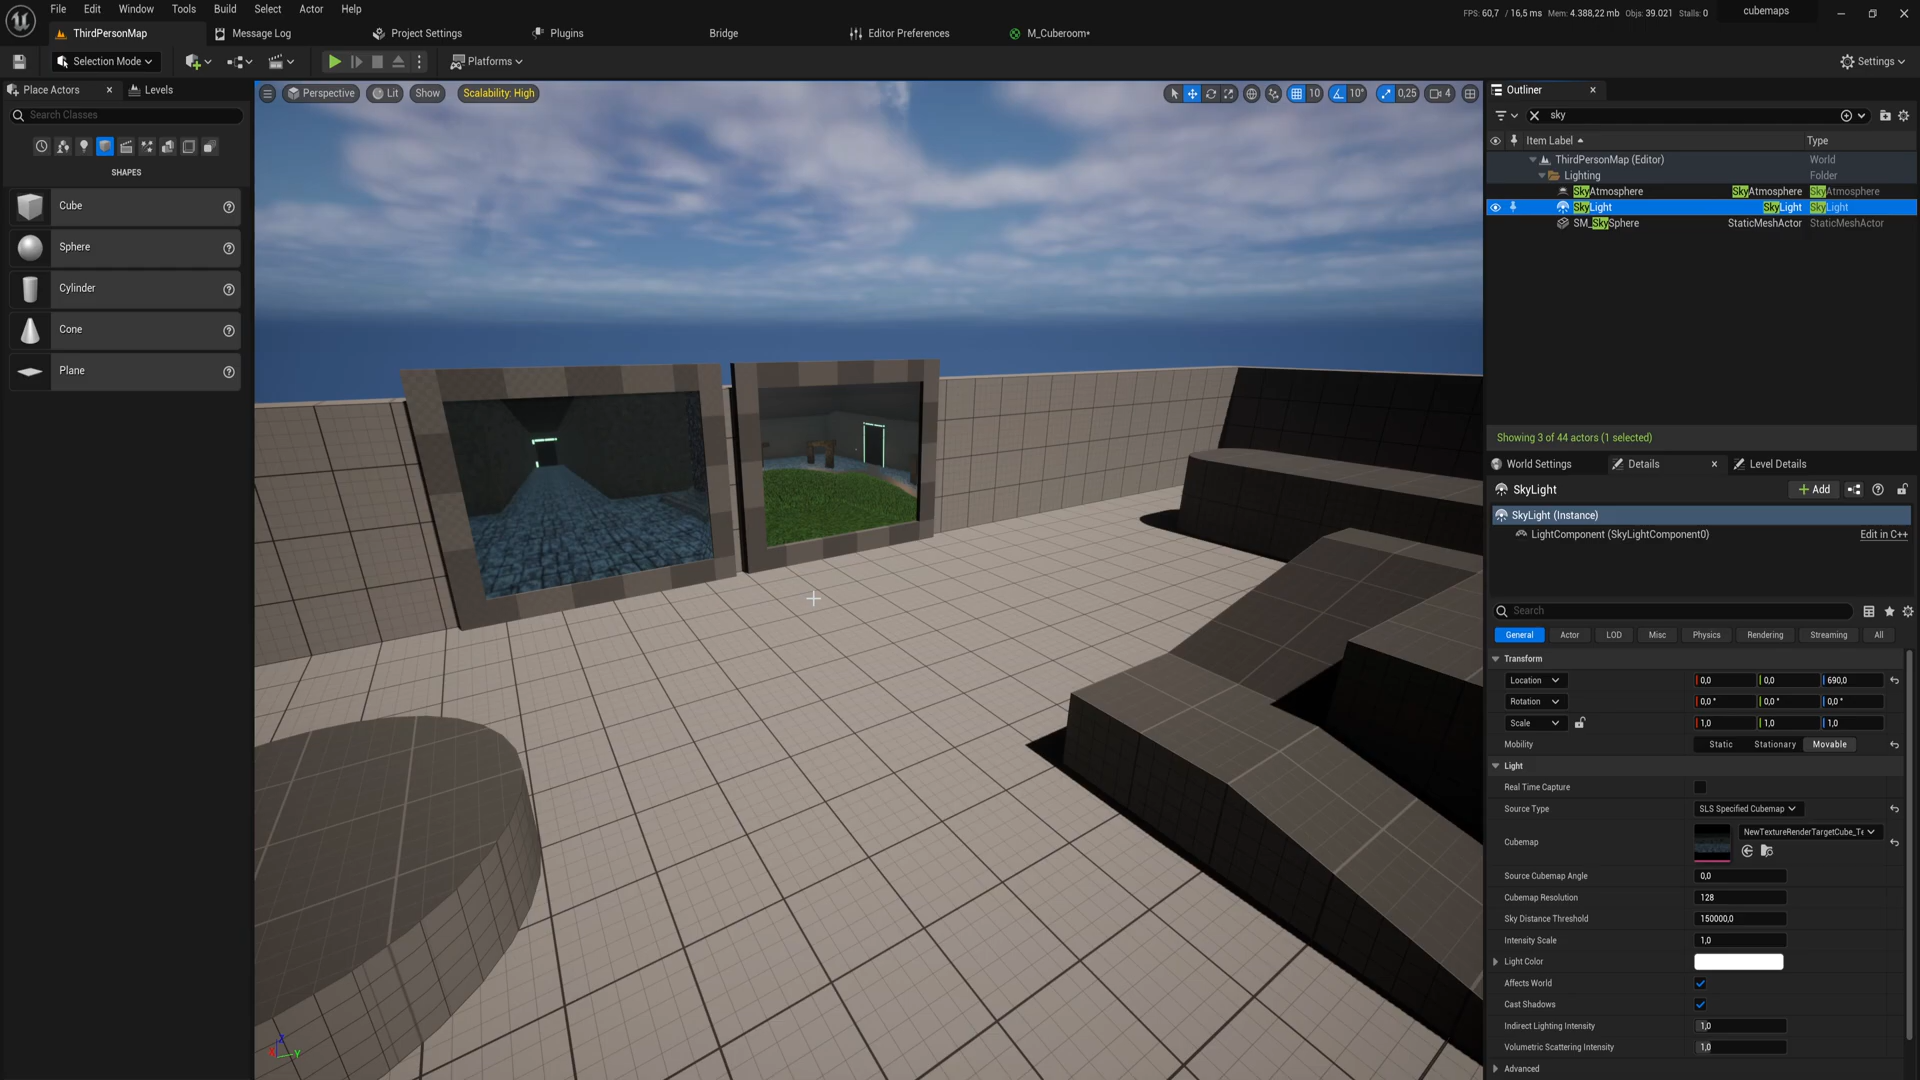 File Edit Window Tools Build Select Actor Help
FPS: 60,7 / 16,5 ms Mem: 4.388,22 mb Objs: 39.021 Stalls: 0
cubemaps
ThirdPersonMap
Message Log
Project Settings
Plugins
Bridge
Editor Preferences
M_Cuberoom*
Selection Mode
Platforms
Settings
Place Actors
Levels
Search Classes
SHAPES
Cube
Sphere
Cylinder
Cone
Plane
Perspective
Lit
Show
Scalability: High
10
10°
0,25
4
Outliner
sky
Item Label Type
ThirdPersonMap (Editor) World
Lighting Folder
SkyAtmosphere SkyAtmosphere SkyAtmosphere
SkyLight SkyLight SkyLight
SM_SkySphere StaticMeshActor StaticMeshActor
Showing 3 of 44 actors (1 selected)
World Settings
Details
Level Details
SkyLight
+ Add
SkyLight (Instance)
LightComponent (SkyLightComponent0) Edit in C++
Search
General Actor LOD Misc Physics Rendering Streaming All
Transform
Location 0,0 0,0 690,0
Rotation 0,0 ° 0,0 ° 0,0 °
Scale 1,0 1,0 1,0
Mobility Static Stationary Movable
Light
Real Time Capture
Source Type SLS Specified Cubemap
Cubemap NewTextureRenderTargetCube_Te
Source Cubemap Angle 0,0
Cubemap Resolution 128
Sky Distance Threshold 150000,0
Intensity Scale 1,0
Light Color
Affects World
Cast Shadows
Indirect Lighting Intensity 1,0
Volumetric Scattering Intensity 1,0
Advanced
Z
X
Y